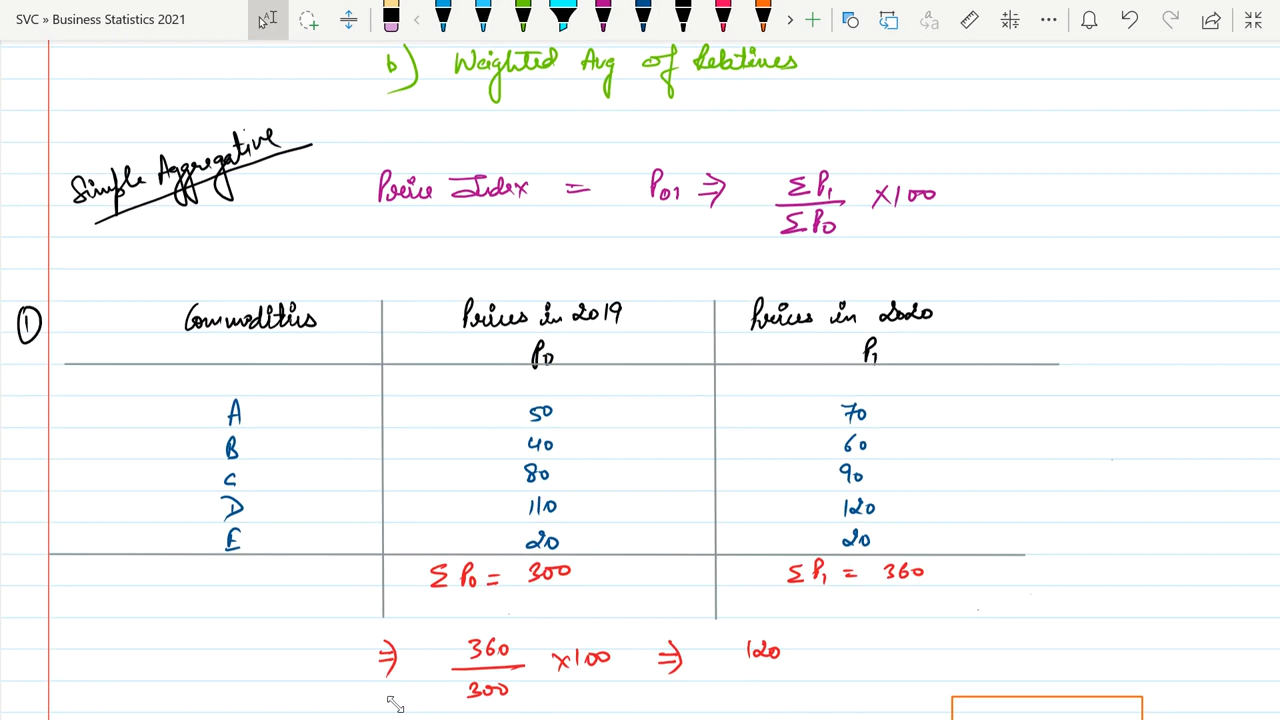 SVC » Business Statistics 2021
b) Weighted Avg of Relatives
Simple Aggregative
Price Index = P01 ⇒ ΣP1 / ΣP0 ×100
① Commodities Prices in 2019 Prices in 2020
P0 P1
A 50 70
B 40 60
C 80 90
D 110 120
E 20 20
ΣP0 = 300 ΣP1 = 360
⇒ 360 / 300 ×100 ⇒ 120